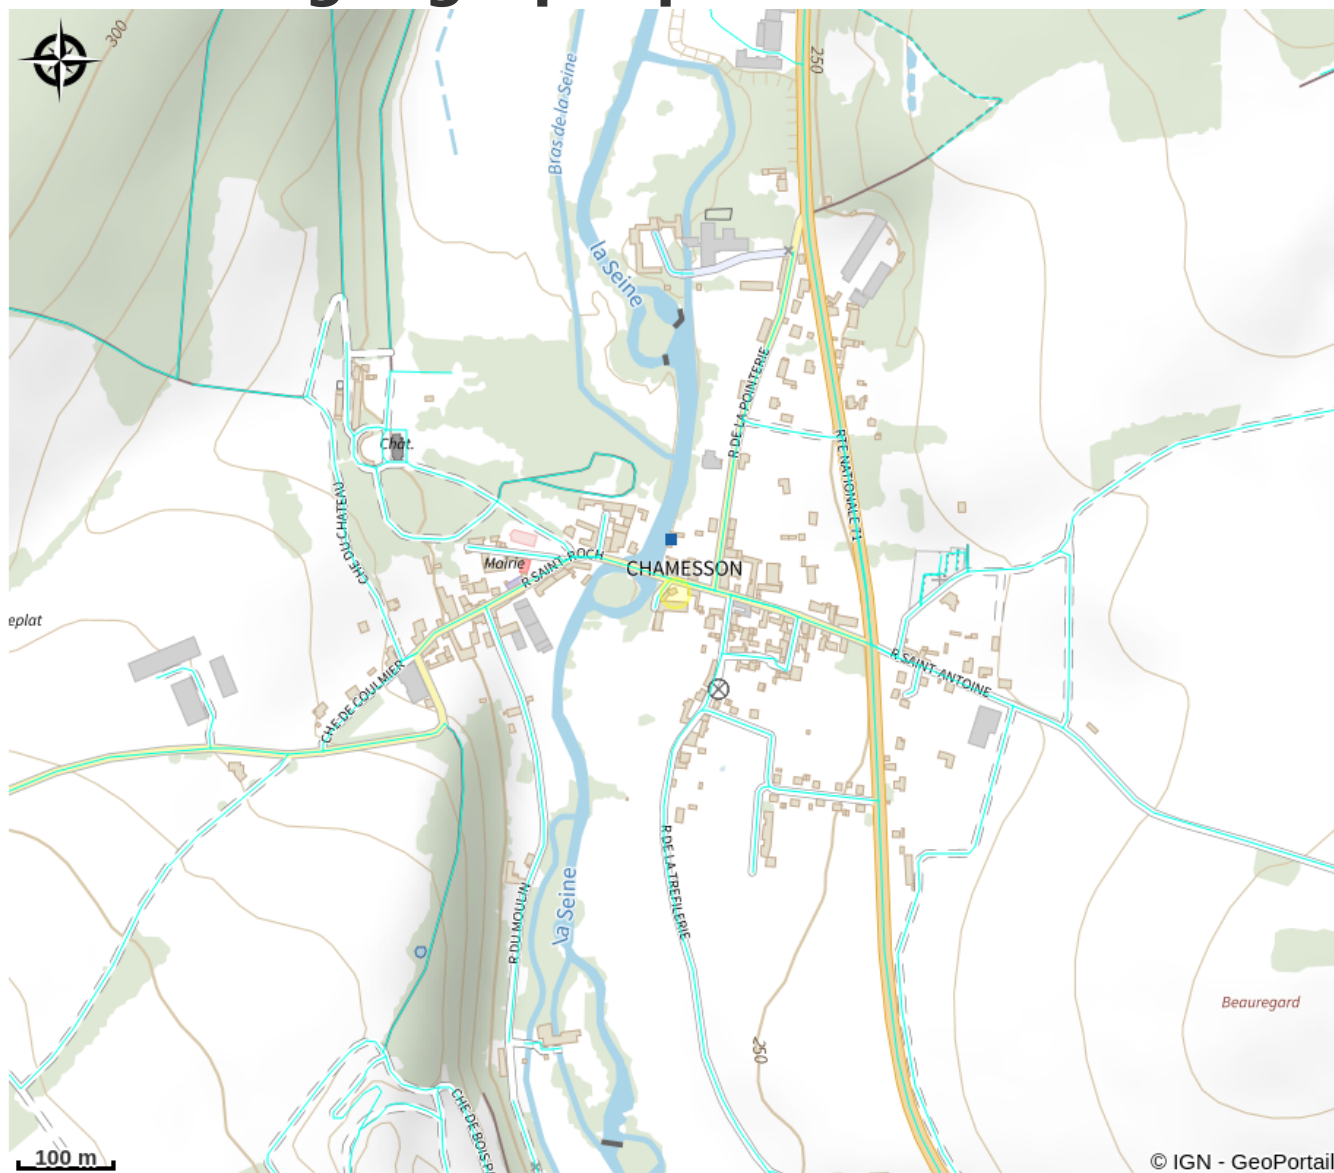 300
250
Bras de la Seine
la Seine
R DE LA POINTERIE
Chât.
RTE NATIONALE 71
CHE DU CHATEAU
Mairie
R SAINT-ROCH
CHAMESSON
eplat
R SAINT-ANTOINE
CHE DE COULMIER
R DE LA TREFILERIE
R DU MOULIN
La Seine
Beauregard
250
CHE DE BOIS
100 m
© IGN - GeoPortail